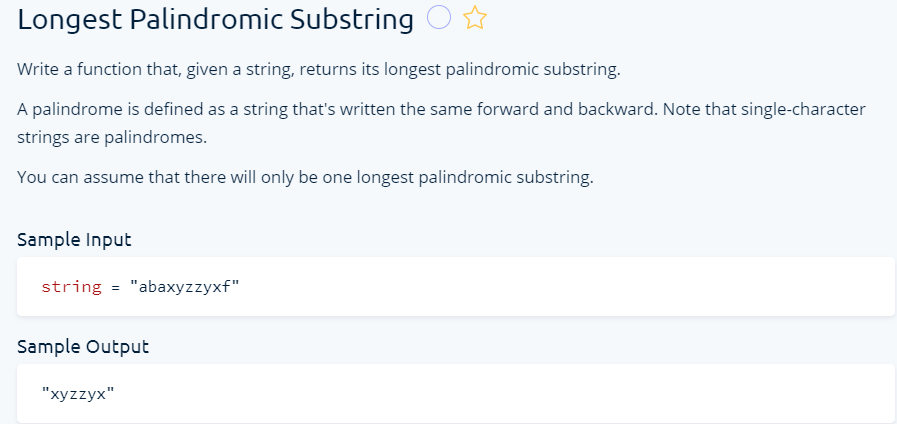 Longest Palindromic Substring
Write a function that, given a string, returns its longest palindromic substring.
A palindrome is defined as a string that's written the same forward and backward. Note that single-character
strings are palindromes.
You can assume that there will only be one longest palindromic substring.
Sample Input
string = "abaxyzzyxf"
Sample Output
"xyzzyx"